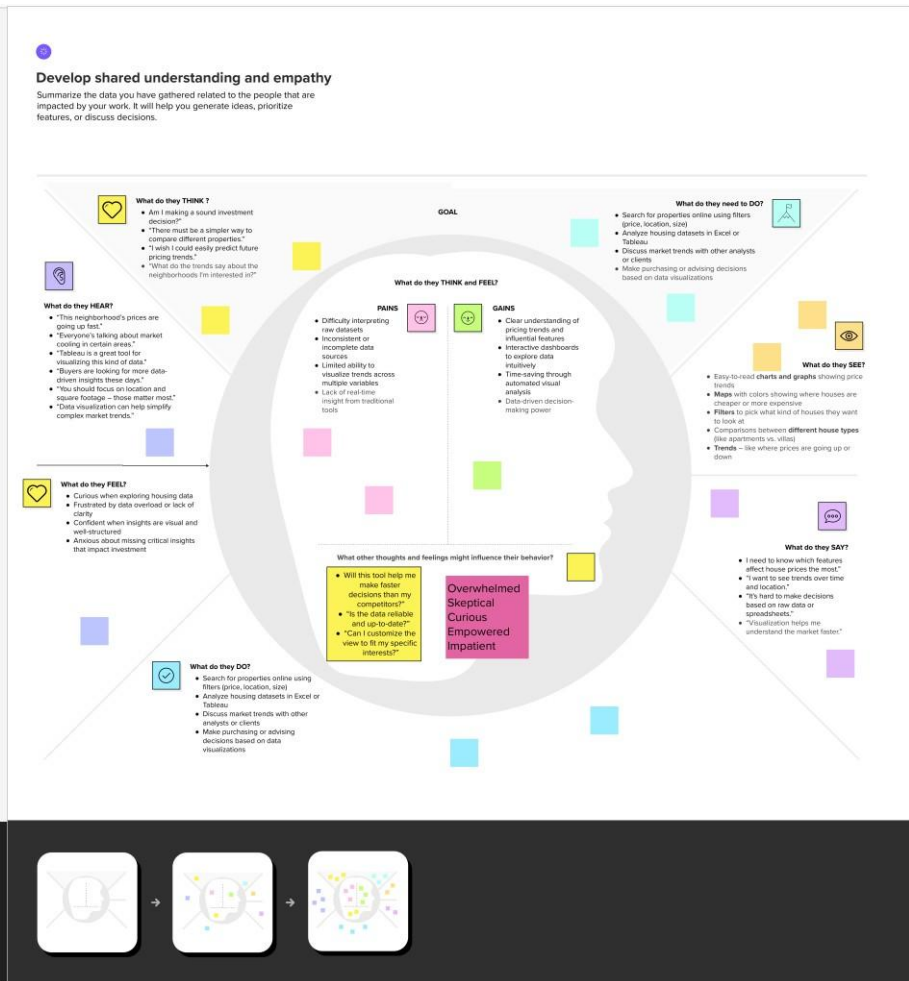 Develop shared understanding and empathy
Summarize the data you have gathered related to the people that are
impacted by your work. It will help you generate ideas, prioritize
features, or discuss decisions.
What do they THINK ?
• Am I making a sound investment
decision?"
• "There must be a simpler way to
compare different properties."
• "I wish I could easily predict future
pricing trends."
• "What do the trends say about the
neighborhoods I'm interested in?"
GOAL
What do they need to DO?
• Search for properties online using filters
(price, location, size)
• Analyze housing datasets in Excel or
Tableau
• Discuss market trends with other analysts
or clients
• Make purchasing or advising decisions
based on data visualizations
What do they HEAR?
• "This neighborhood's prices are
going up fast."
• "Everyone's talking about market
cooling in certain areas."
• "Tableau is a great tool for
visualizing this kind of data."
• "Buyers are looking for more data-
driven insights these days."
• "You should focus on location and
square footage – those matter most."
• "Data visualization can help simplify
complex market trends."
What do they THINK and FEEL?
PAINS
• Difficulty interpreting
raw datasets
• Inconsistent or
incomplete data
sources
• Limited ability to
visualize trends across
multiple variables
• Lack of real-time
insight from traditional
tools
GAINS
• Clear understanding of
pricing trends and
influential features
• Interactive dashboards
to explore data
intuitively
• Time-saving through
automated visual
analysis
• Data-driven decision-
making power
What do they SEE?
• Easy-to-read charts and graphs showing price
trends
• Maps with colors showing where houses are
cheaper or more expensive
• Filters to pick what kind of houses they want
to look at
• Comparisons between different house types
(like apartments vs. villas)
• Trends – like where prices are going up or
down
What do they FEEL?
• Curious when exploring housing data
• Frustrated by data overload or lack of
clarity
• Confident when insights are visual and
well-structured
• Anxious about missing critical insights
that impact investment
What do they SAY?
• I need to know which features
affect house prices the most."
• "I want to see trends over time
and location."
• "It's hard to make decisions
based on raw data or
spreadsheets."
• "Visualization helps me
understand the market faster."
What other thoughts and feelings might influence their behavior?
• Will this tool help me
make faster
decisions than my
competitors?"
• "Is the data reliable
and up-to-date?"
• "Can I customize the
view to fit my specific
interests?"
Overwhelmed
Skeptical
Curious
Empowered
Impatient
What do they DO?
• Search for properties online using
filters (price, location, size)
• Analyze housing datasets in Excel or
Tableau
• Discuss market trends with other
analysts or clients
• Make purchasing or advising
decisions based on data
visualizations